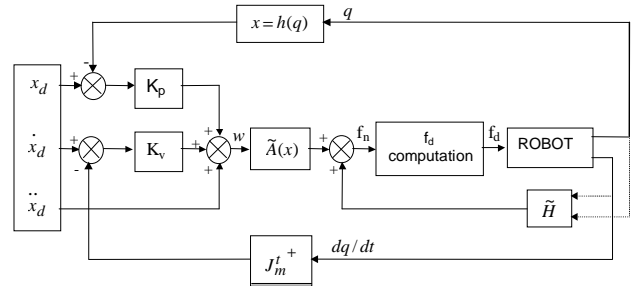 x = h(q)
q
-
+
x_d
K_p
+
ẋ_d
+
-
K_v
+
+
w
Ã(x)
+
+
f_n
f_d
computation
f_d
ROBOT
ẍ_d
H̃
J_m^t +
dq/dt